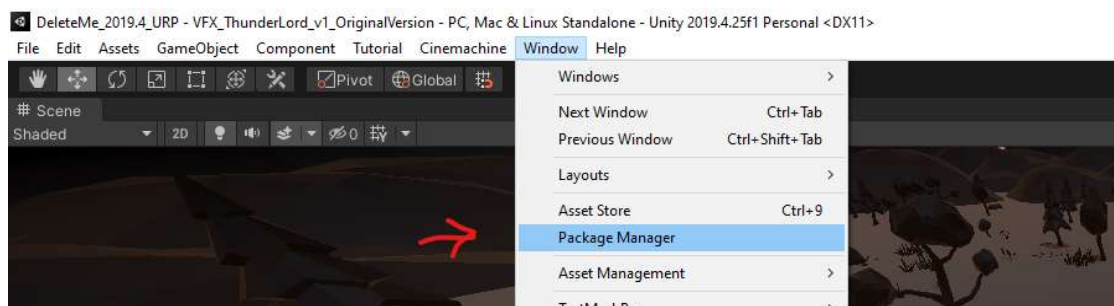 DeleteMe_2019.4_URP - VFX_ThunderLord_v1_OriginalVersion - PC, Mac & Linux Standalone - Unity 2019.4.25f1 Personal <DX11>
File Edit Assets GameObject Component Tutorial Cinemachine Window Help
Pivot Global
Windows
# Scene
Next Window Ctrl+Tab
Shaded 2D 0
Previous Window Ctrl+Shift+Tab
Layouts
Asset Store Ctrl+9
Package Manager
Asset Management